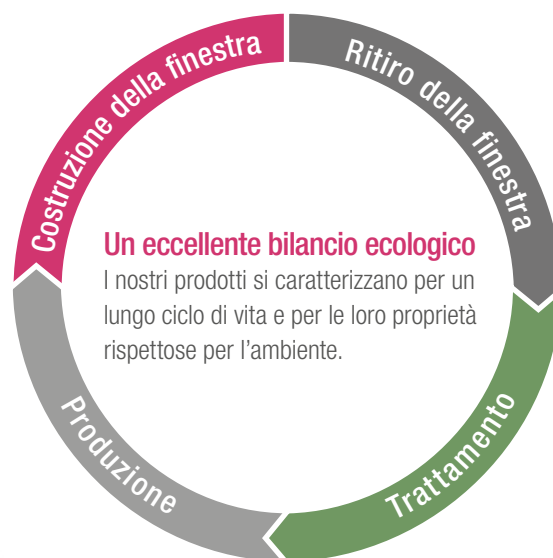 Costruzione della finestra
Ritiro della finestra
Un eccellente bilancio ecologico
I nostri prodotti si caratterizzano per un
lungo ciclo di vita e per le loro proprietà
rispettose per l’ambiente.
Produzione
Trattamento